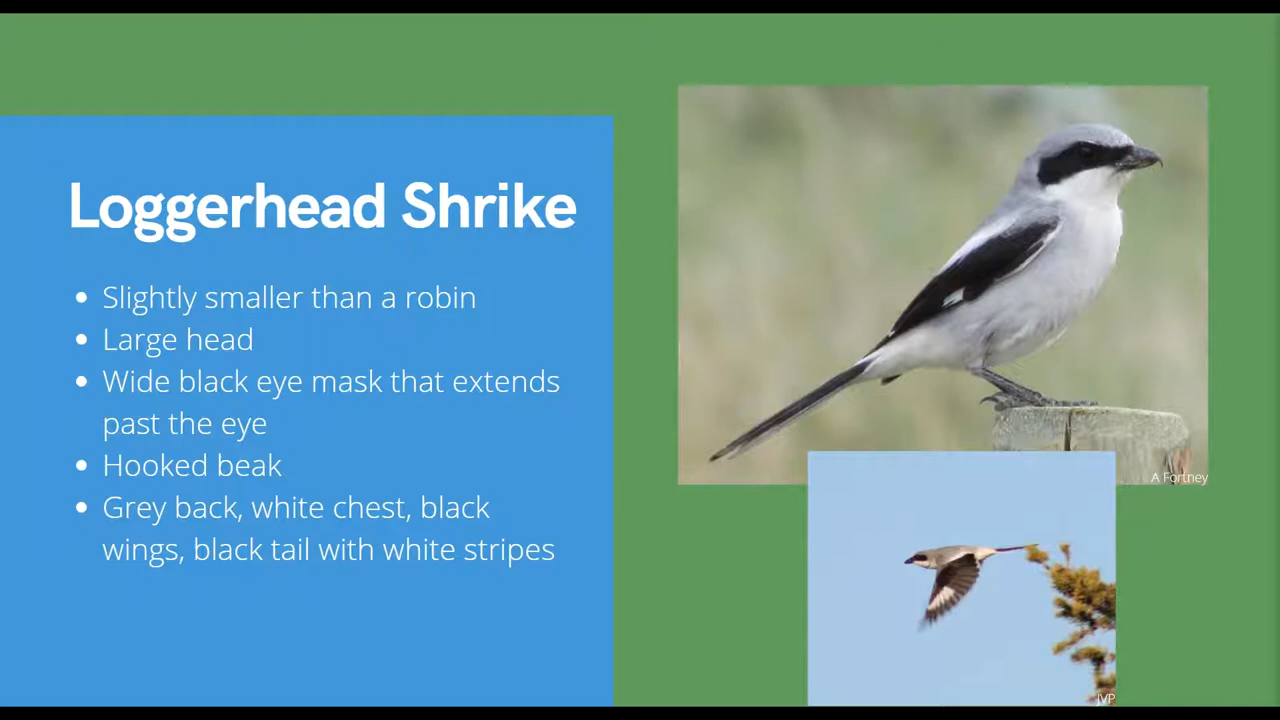 Loggerhead Shrike
• Slightly smaller than a robin
• Large head
• Wide black eye mask that extends
past the eye
• Hooked beak
• Grey back, white chest, black
wings, black tail with white stripes
A Fortney
JVP